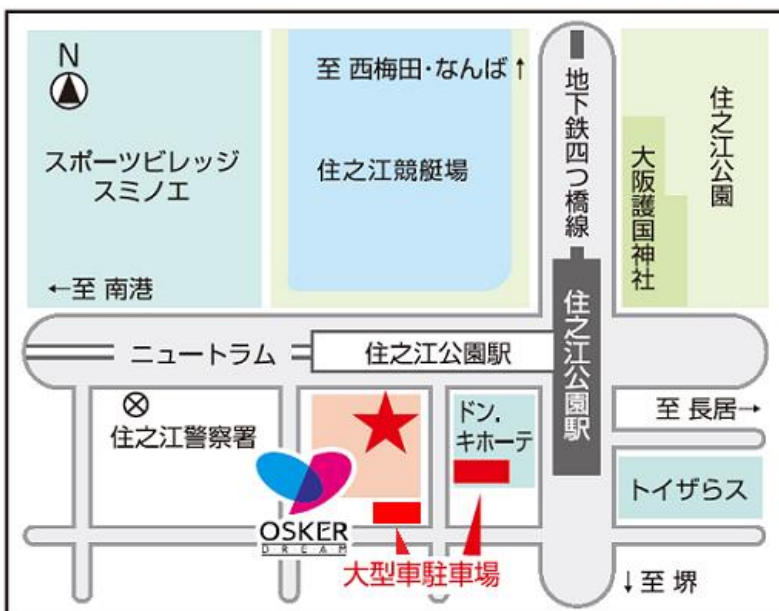 N
スポーツビレッジ
スミノエ
←至 南港
至 西梅田・なんば↑
住之江競艇場
地下鉄四つ橋線
住之江公園
大阪護国神社
ニュートラム
住之江公園駅
住之江公園駅
住之江警察署
ドン.
キホーテ
至 長居→
トイザらス
OSKER
DREAM
大型車駐車場
↓至 堺